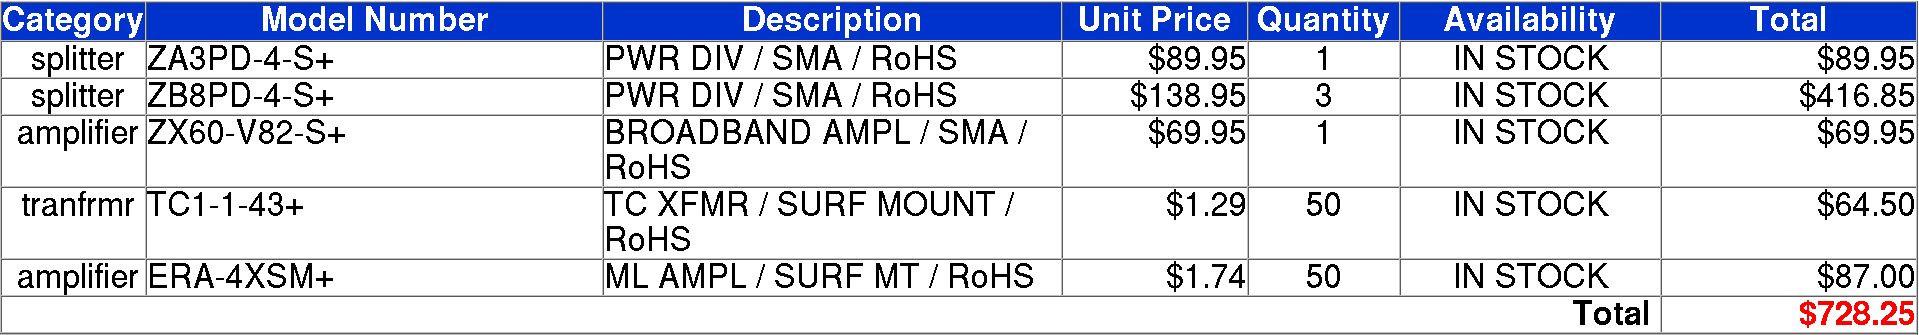 Category Model Number Description Unit Price Quantity Availability Total
splitter ZA3PD-4-S+ PWR DIV / SMA / RoHS $89.95 1 IN STOCK $89.95
splitter ZB8PD-4-S+ PWR DIV / SMA / RoHS $138.95 3 IN STOCK $416.85
amplifier ZX60-V82-S+ BROADBAND AMPL / SMA / $69.95 1 IN STOCK $69.95
RoHS
tranfrmr TC1-1-43+ TC XFMR / SURF MOUNT / $1.29 50 IN STOCK $64.50
RoHS
amplifier ERA-4XSM+ ML AMPL / SURF MT / RoHS $1.74 50 IN STOCK $87.00
Total $728.25